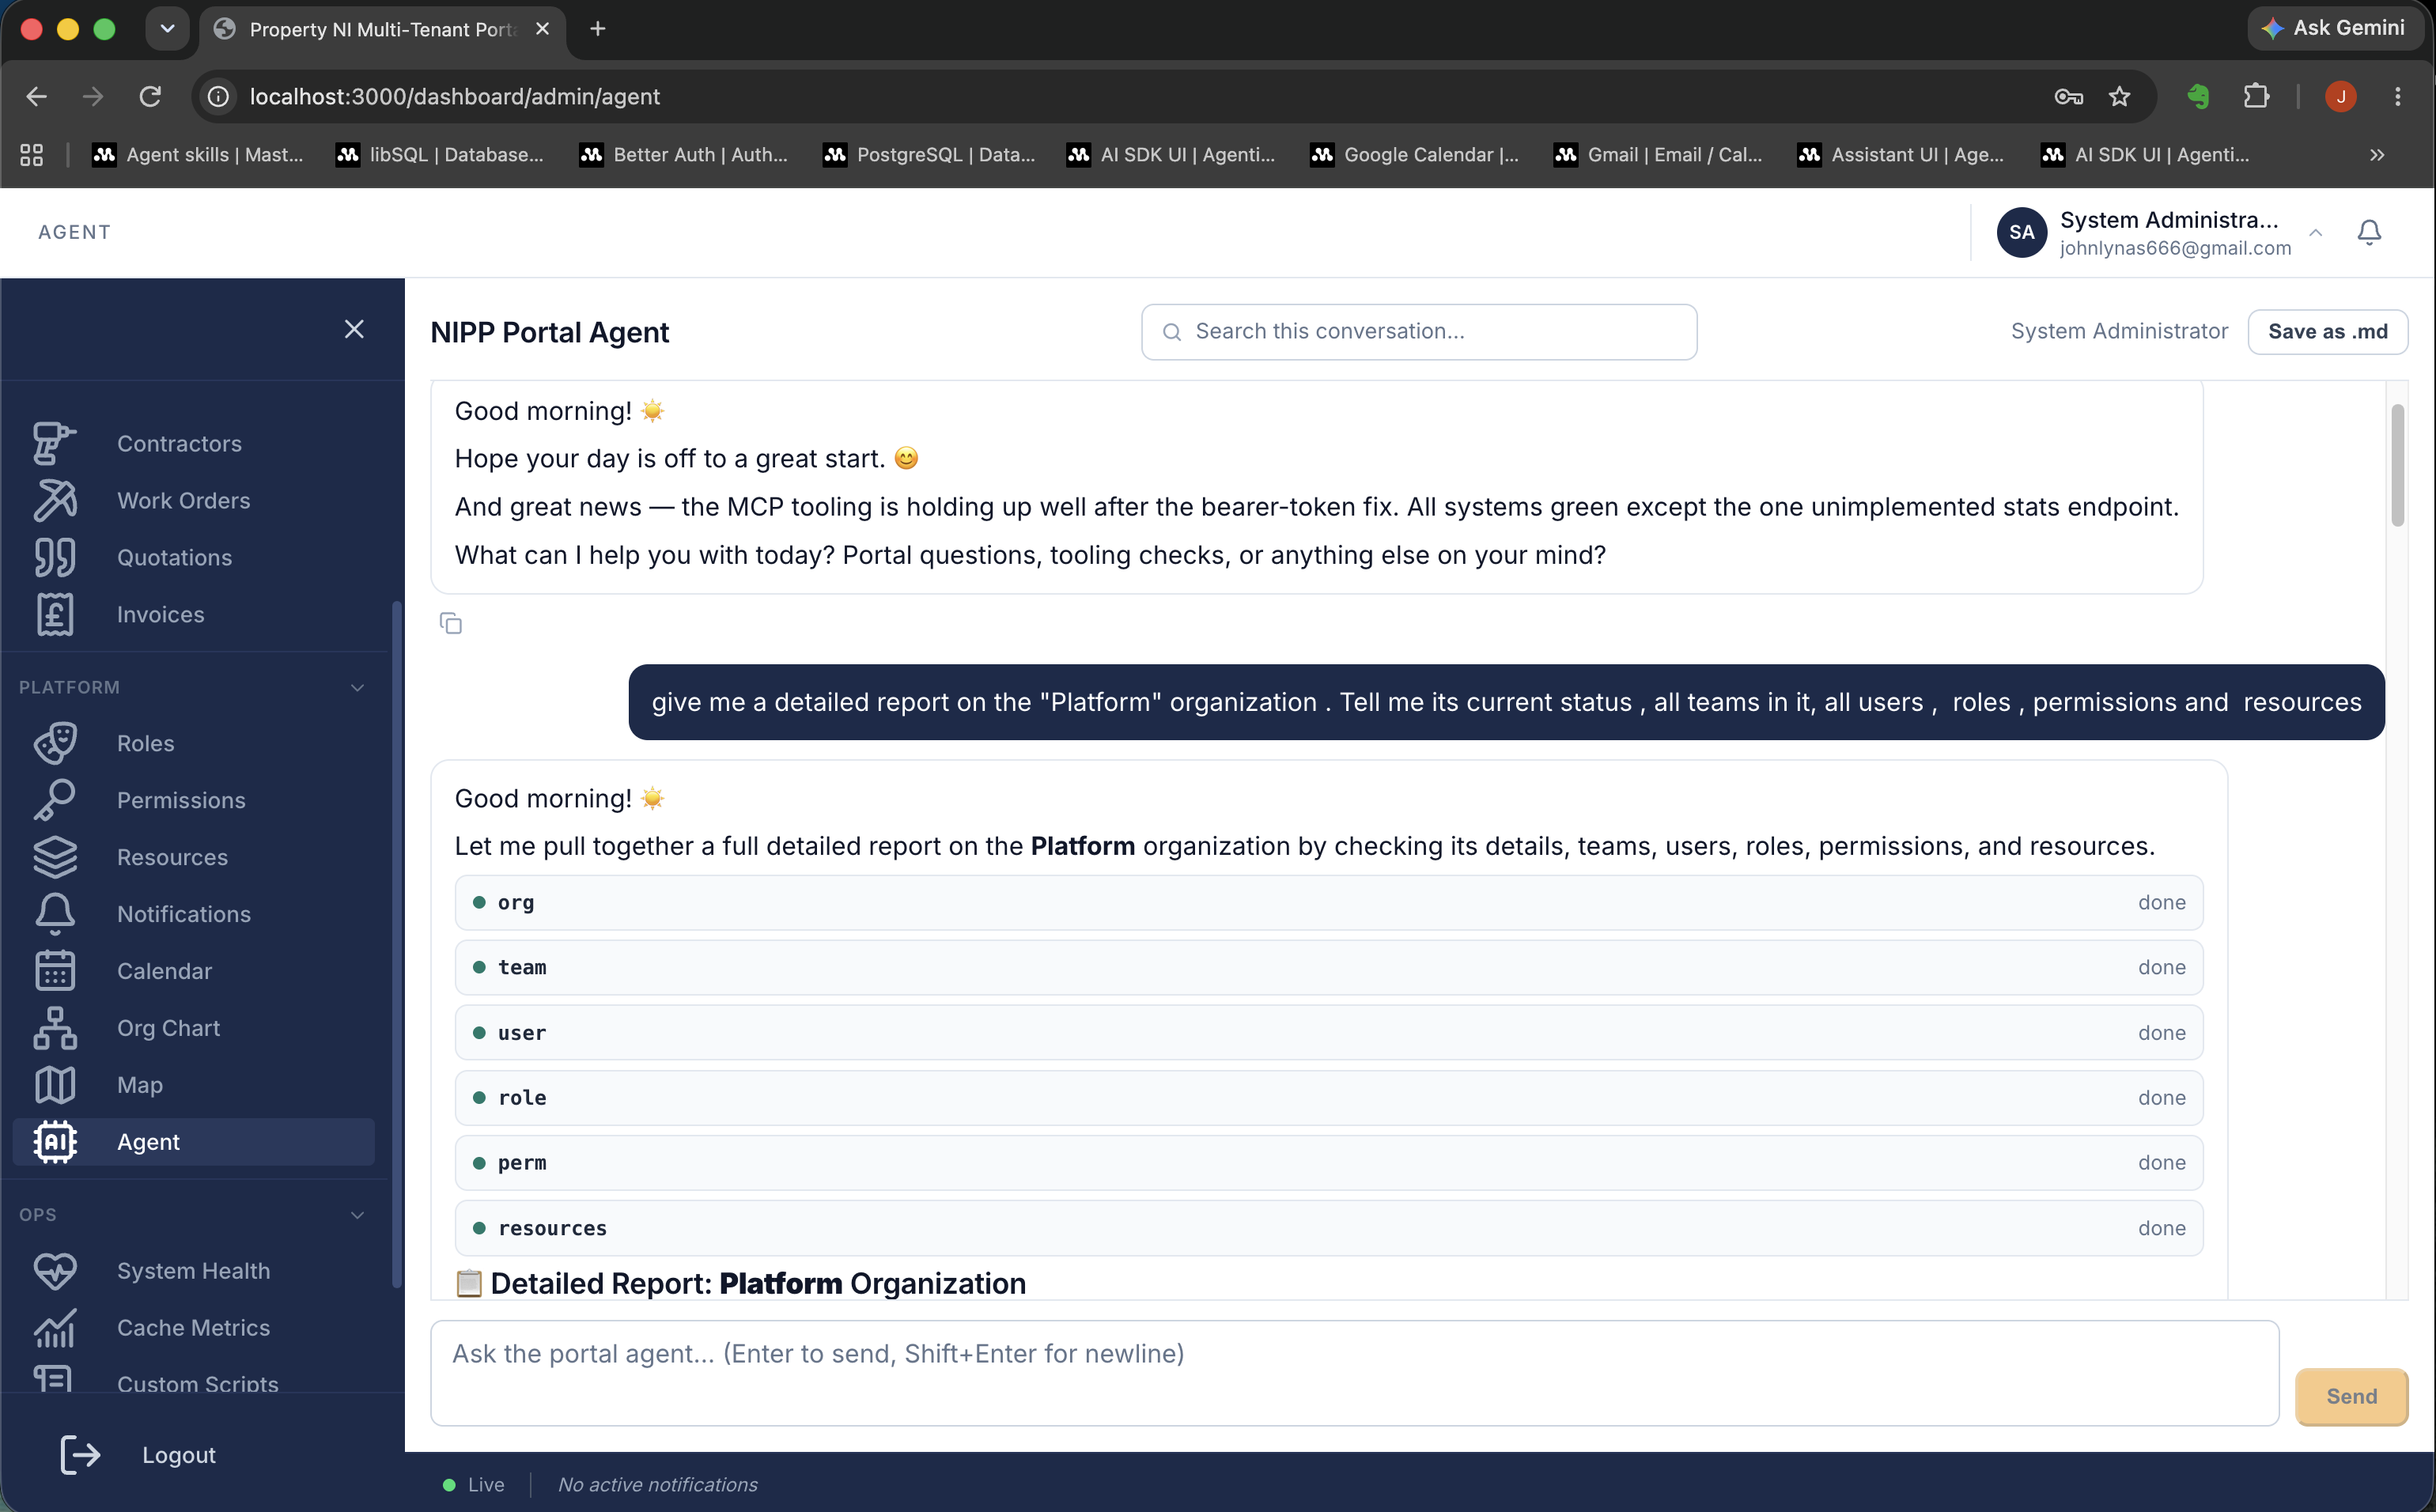 Property NI Multi-Tenant Porta
Ask Gemini
localhost:3000/dashboard/admin/agent
J
Agent skills | Mast...
libSQL | Database...
Better Auth | Auth...
PostgreSQL | Data...
AI SDK UI | Agenti...
Google Calendar |...
Gmail | Email / Cal...
Assistant UI | Age...
AI SDK UI | Agenti...
AGENT
SA
System Administra...
johnlynas666@gmail.com
Contractors
Work Orders
Quotations
Invoices
PLATFORM
Roles
Permissions
Resources
Notifications
Calendar
Org Chart
Map
AI
Agent
OPS
System Health
Cache Metrics
Custom Scripts
Logout
NIPP Portal Agent
Search this conversation...
System Administrator
Save as .md
Good morning! ☀️
Hope your day is off to a great start. 😊
And great news — the MCP tooling is holding up well after the bearer-token fix. All systems green except the one unimplemented stats endpoint.
What can I help you with today? Portal questions, tooling checks, or anything else on your mind?
give me a detailed report on the "Platform" organization . Tell me its current status , all teams in it, all users ,  roles , permissions and  resources
Good morning! ☀️
Let me pull together a full detailed report on the Platform organization by checking its details, teams, users, roles, permissions, and resources.
org done
team done
user done
role done
perm done
resources done
📋 Detailed Report: Platform Organization
Ask the portal agent... (Enter to send, Shift+Enter for newline)
Send
Live
No active notifications